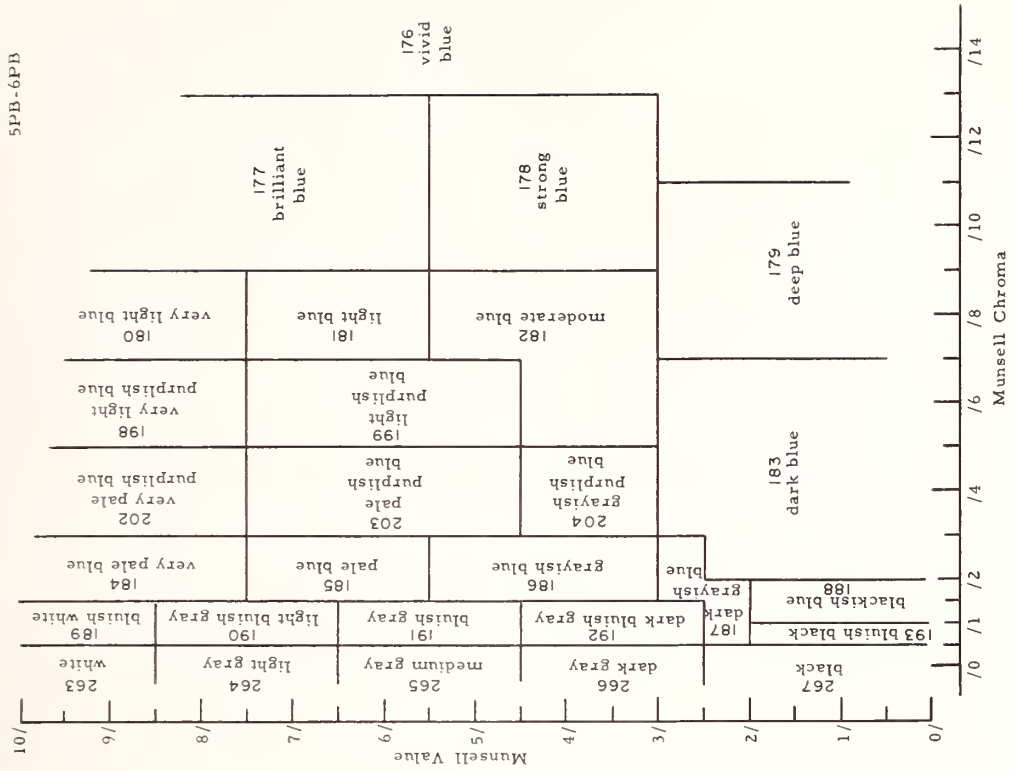 5PB-6PB
176
vivid
blue
177
brilliant
blue
178
strong
blue
179
deep blue
180
very light blue
181
light blue
182
moderate blue
198
very light
purplish blue
199
light
purplish
blue
183
dark blue
202
very pale
purplish blue
203
pale
purplish
blue
204
grayish
purplish
blue
184
very pale blue
185
pale blue
186
grayish blue
187
dark
grayish
blue
188
blackish blue
189
bluish white
190
light bluish gray
191
bluish gray
192
dark bluish gray
193 bluish black
263
white
264
light gray
265
medium gray
266
dark gray
267
black
10/
9/
8/
7/
6/
5/
4/
3/
2/
1/
0/
Munsell Value
/0
/1
/2
/4
/6
/8
/10
/12
/14
Munsell Chroma